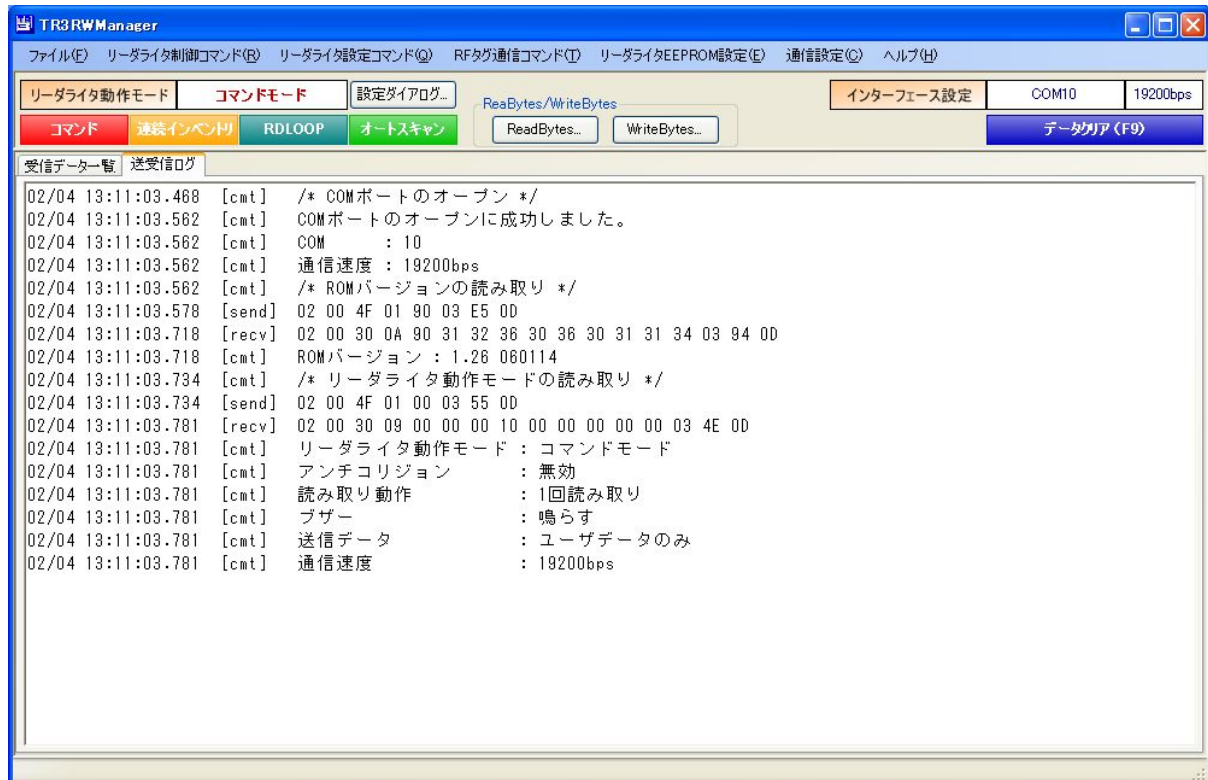 TR3RWManager
ファイル(F) リーダライタ制御コマンド(R) リーダライタ設定コマンド(Q) RFタグ通信コマンド(T) リーダライタEEPROM設定(E) 通信設定(C) ヘルプ(H)
リーダライタ動作モード コマンドモード 設定ダイアログ... ReaBytes/WriteBytes インターフェース設定 COM10 19200bps
コマンド 連続インベントリ RDLOOP オートスキャン ReadBytes... WriteBytes... データクリア(F9)
受信データ一覧 送受信ログ
02/04 13:11:03.468 [cmt] /* COMポートのオープン */
02/04 13:11:03.562 [cmt] COMポートのオープンに成功しました。
02/04 13:11:03.562 [cmt] COM : 10
02/04 13:11:03.562 [cmt] 通信速度 : 19200bps
02/04 13:11:03.562 [cmt] /* ROMバージョンの読み取り */
02/04 13:11:03.578 [send] 02 00 4F 01 90 03 E5 0D
02/04 13:11:03.718 [recv] 02 00 30 0A 90 31 32 36 30 36 30 31 31 34 03 94 0D
02/04 13:11:03.718 [cmt] ROMバージョン : 1.26 060114
02/04 13:11:03.734 [cmt] /* リーダライタ動作モードの読み取り */
02/04 13:11:03.734 [send] 02 00 4F 01 00 03 55 0D
02/04 13:11:03.781 [recv] 02 00 30 09 00 00 00 10 00 00 00 00 00 03 4E 0D
02/04 13:11:03.781 [cmt] リーダライタ動作モード : コマンドモード
02/04 13:11:03.781 [cmt] アンチコリジョン : 無効
02/04 13:11:03.781 [cmt] 読み取り動作 : 1回読み取り
02/04 13:11:03.781 [cmt] ブザー : 鳴らす
02/04 13:11:03.781 [cmt] 送信データ : ユーザデータのみ
02/04 13:11:03.781 [cmt] 通信速度 : 19200bps